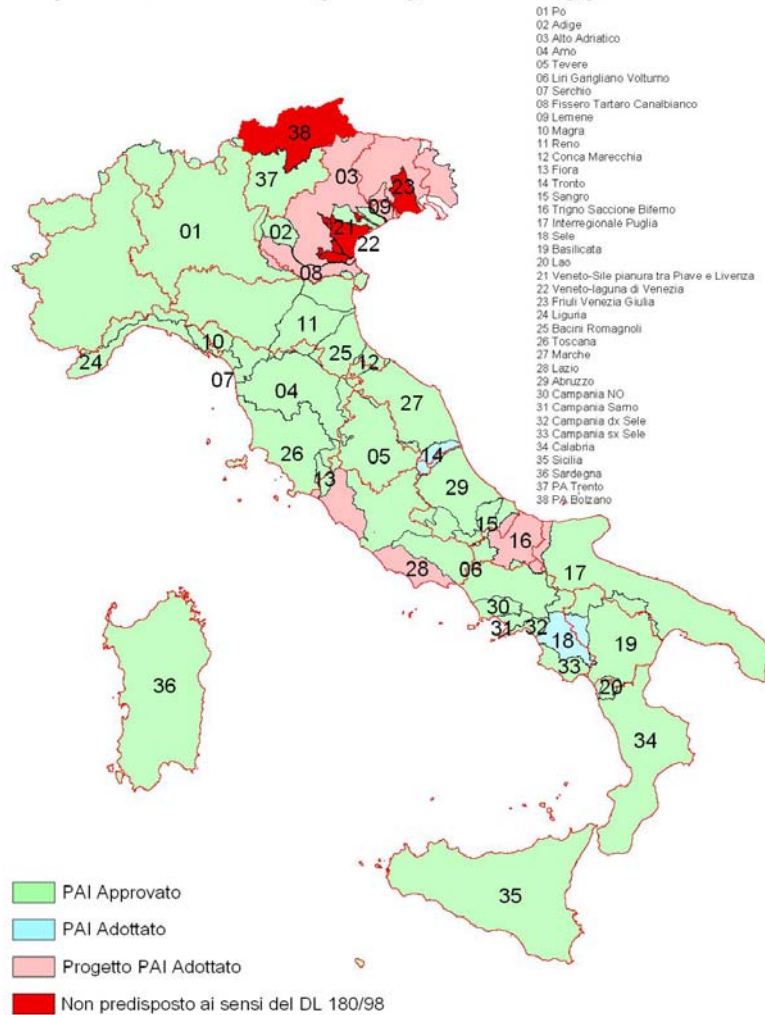 01 Po
02 Adige
03 Alto Adriatico
04 Arno
05 Tevere
06 Liri Garigliano Volturno
07 Serchio
08 Fissero Tartaro Canalbianco
09 Lemene
10 Magra
11 Reno
12 Conca Marecchia
13 Fiora
14 Tronto
15 Sangro
16 Trigno Saccione Biferno
17 Interregionale Puglia
18 Sele
19 Basilicata
20 Lao
21 Veneto-Sile pianura tra Piave e Livenza
22 Veneto-laguna di Venezia
23 Friuli Venezia Giulia
24 Liguria
25 Bacini Romagnoli
26 Toscana
27 Marche
28 Lazio
29 Abruzzo
30 Campania NO
31 Campania Sarno
32 Campania dx Sele
33 Campania sx Sele
34 Calabria
35 Sicilia
36 Sardegna
37 PA Trento
38 PA Bolzano
38
37
03
23
09
02
21
22
01
08
11
10
25
12
24
07
04
27
26
05
14
13
29
15
16
28
06
17
30
31
32
18
19
33
20
36
34
35
PAI Approvato
PAI Adottato
Progetto PAI Adottato
Non predisposto ai sensi del DL 180/98